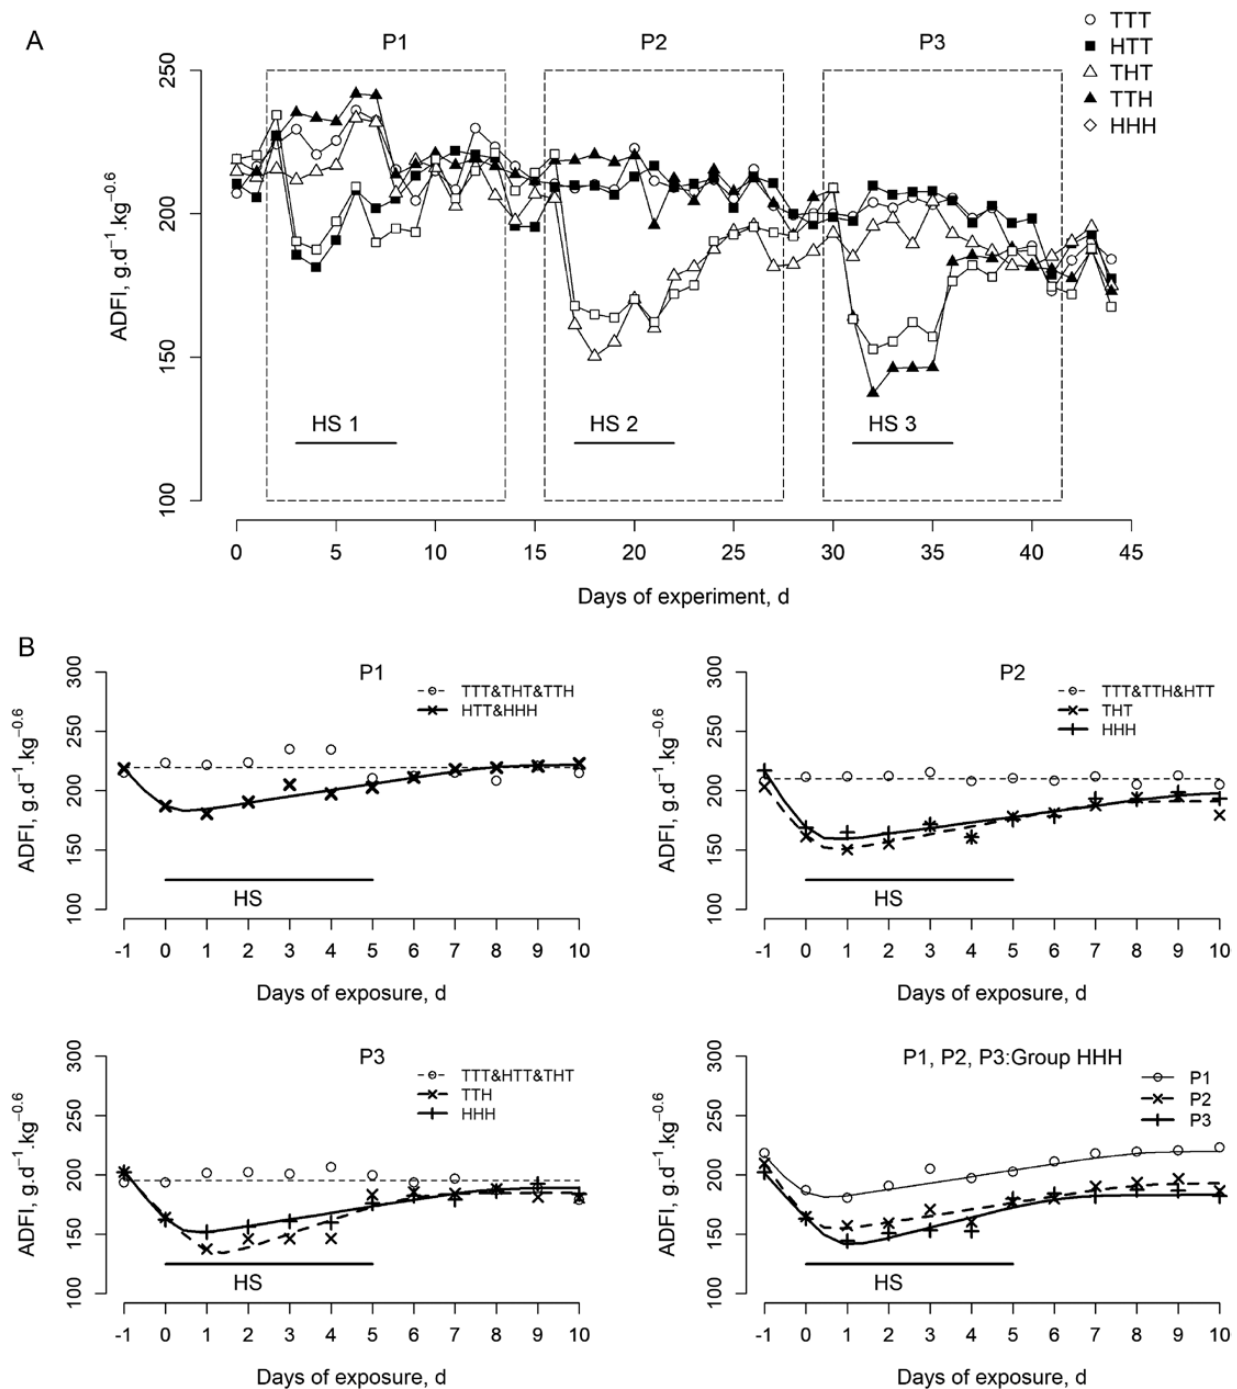 A
P1
P2
P3
TTT
HTT
THT
TTH
HHH
ADFI, g.d⁻¹.kg⁻⁰·⁶
250
200
150
100
HS 1
HS 2
HS 3
0 5 10 15 20 25 30 35 40 45
Days of experiment, d
B
P1
TTT&THT&TTH
HTT&HHH
ADFI, g.d⁻¹.kg⁻⁰·⁶
300
250
200
150
100
HS
-1 0 1 2 3 4 5 6 7 8 9 10
Days of exposure, d
P2
TTT&TTH&HTT
THT
HHH
ADFI, g.d⁻¹.kg⁻⁰·⁶
300
250
200
150
100
HS
-1 0 1 2 3 4 5 6 7 8 9 10
Days of exposure, d
P3
TTT&HTT&THT
TTH
HHH
ADFI, g.d⁻¹.kg⁻⁰·⁶
300
250
200
150
100
HS
-1 0 1 2 3 4 5 6 7 8 9 10
Days of exposure, d
P1, P2, P3:Group HHH
P1
P2
P3
ADFI, g.d⁻¹.kg⁻⁰·⁶
300
250
200
150
100
HS
-1 0 1 2 3 4 5 6 7 8 9 10
Days of exposure, d